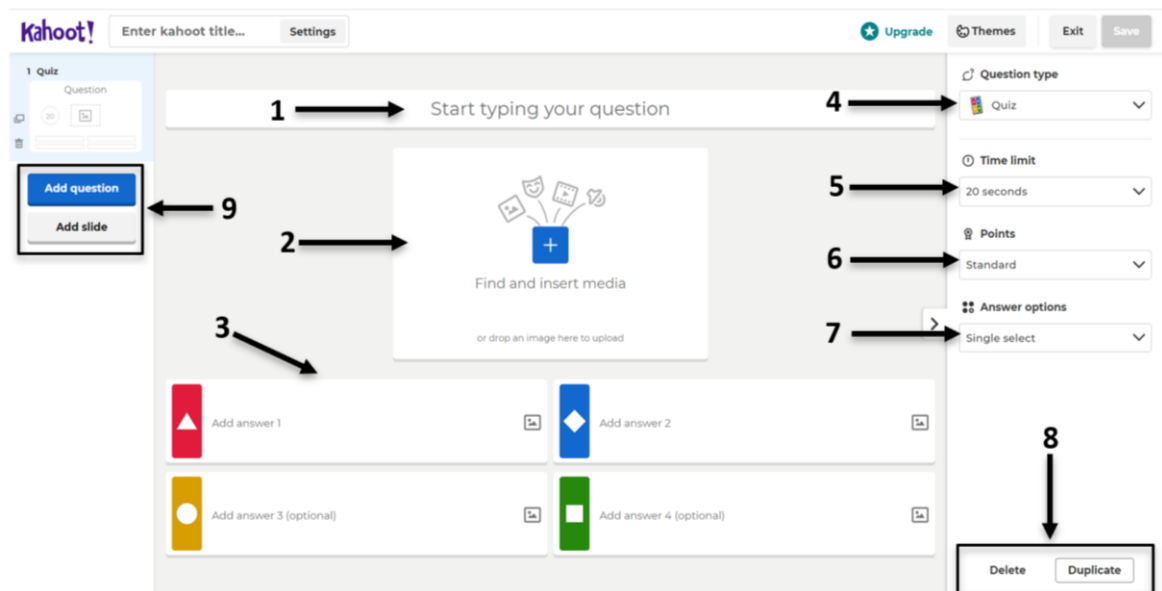 Kahoot!
Enter kahoot title...
Settings
Upgrade
Themes
Exit
Save
1 Quiz
Question
20
Add question
Add slide
9
1
Start typing your question
2
Find and insert media
or drop an image here to upload
3
Add answer 1
Add answer 2
Add answer 3 (optional)
Add answer 4 (optional)
Question type
4
Quiz
Time limit
5
20 seconds
Points
6
Standard
Answer options
7
Single select
8
Delete
Duplicate